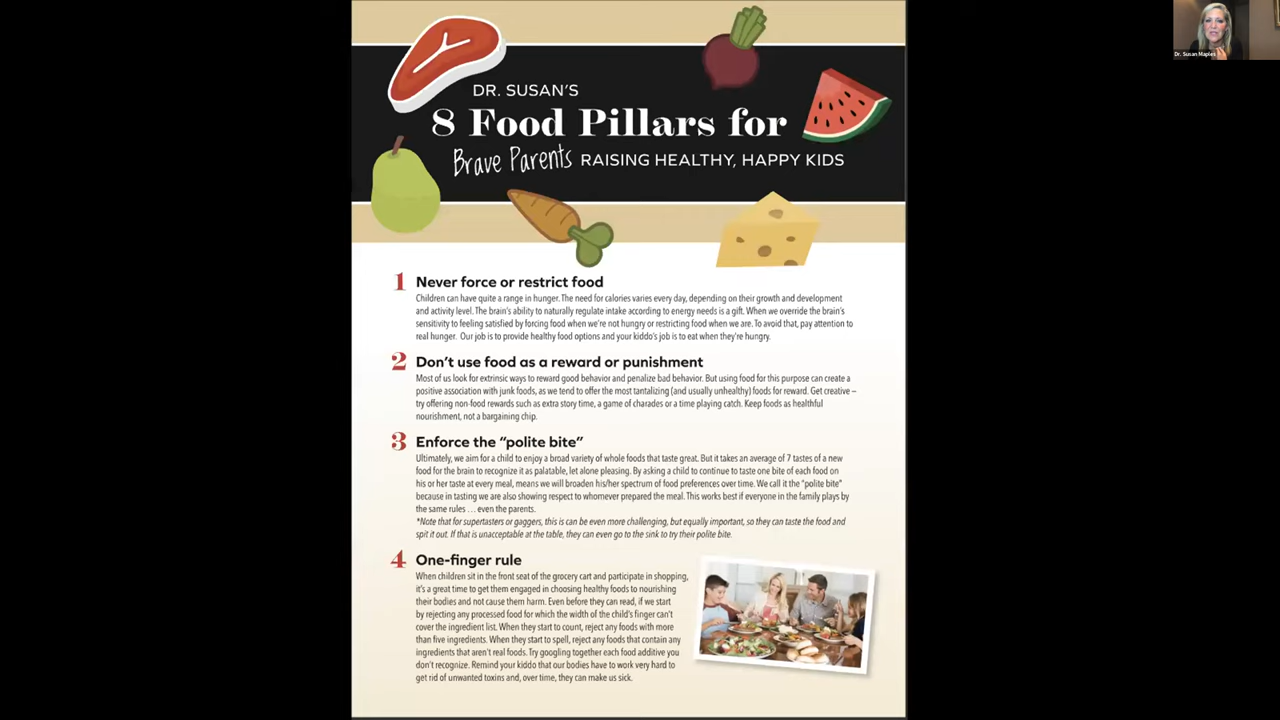 Dr. Susan Maples
DR. SUSAN'S
8 Food Pillars for
Brave Parents RAISING HEALTHY, HAPPY KIDS
1 Never force or restrict food
Children can have quite a range in hunger. The need for calories varies every day, depending on their growth and development
and activity level. The brain's ability to naturally regulate intake according to energy needs is a gift. When we override the brain's
sensitivity to feeling satisfied by forcing food when we're not hungry or restricting food when we are. To avoid that, pay attention to
real hunger. Our job is to provide healthy food options and your kiddo's job is to eat when they're hungry.
2 Don't use food as a reward or punishment
Most of us look for extrinsic ways to reward good behavior and penalize bad behavior. But using food for this purpose can create a
positive association with junk foods, as we tend to offer the most tantalizing (and usually unhealthy) foods for reward. Get creative –
try offering non-food rewards such as extra story time, a game of charades or a time playing catch. Keep foods as healthful
nourishment, not a bargaining chip.
3 Enforce the "polite bite"
Ultimately, we aim for a child to enjoy a broad variety of whole foods that taste great. But it takes an average of 7 tastes of a new
food for the brain to recognize it as palatable, let alone pleasing. By asking a child to continue to taste one bite of each food on
his or her taste at every meal, means we will broaden his/her spectrum of food preferences over time. We call it the "polite bite"
because in tasting we are also showing respect to whomever prepared the meal. This works best if everyone in the family plays by
the same rules … even the parents.
*Note that for supertasters or gaggers, this is can be even more challenging, but equally important, so they can taste the food and
spit it out. If that is unacceptable at the table, they can even go to the sink to try their polite bite.
4 One-finger rule
When children sit in the front seat of the grocery cart and participate in shopping,
it's a great time to get them engaged in choosing healthy foods to nourishing
their bodies and not cause them harm. Even before they can read, if we start
by rejecting any processed food for which the width of the child's finger can't
cover the ingredient list. When they start to count, reject any foods with more
than five ingredients. When they start to spell, reject any foods that contain any
ingredients that aren't real foods. Try googling together each food additive you
don't recognize. Remind your kiddo that our bodies have to work very hard to
get rid of unwanted toxins and, over time, they can make us sick.